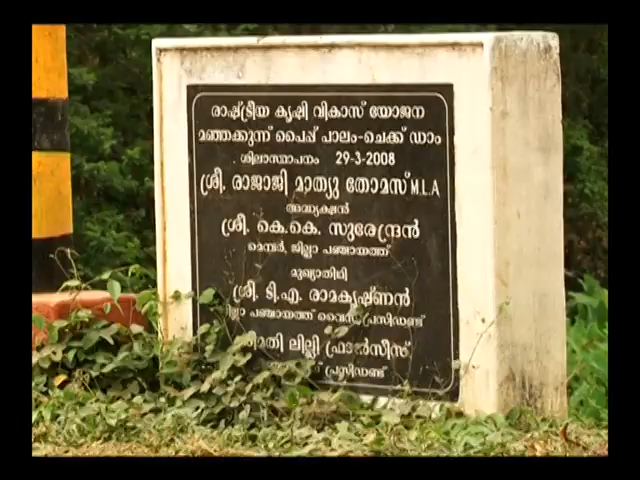 രാഷ്ട്രീയ കൃഷി വികാസ് യോജന
മഞ്ഞക്കുന്ന് പൈപ്പ് പാലം-ചെക്ക് ഡാം
ശിലാസ്ഥാപനം 29-3-2008
ശ്രീ. രാജാജി മാത്യു തോമസ് M.L.A
അദ്ധ്യക്ഷൻ
ശ്രീ. കെ.കെ. സുരേന്ദ്രൻ
മെമ്പർ, ജില്ലാ പഞ്ചായത്ത്
മുഖ്യാതിഥി
ശ്രീ. ടി.എ. രാമകൃഷ്ണൻ
പഞ്ചായത്ത് വൈസ് പ്രസിഡണ്ട്
ലില്ലി ഫ്രാൻസീസ്
പ്രസിഡണ്ട്